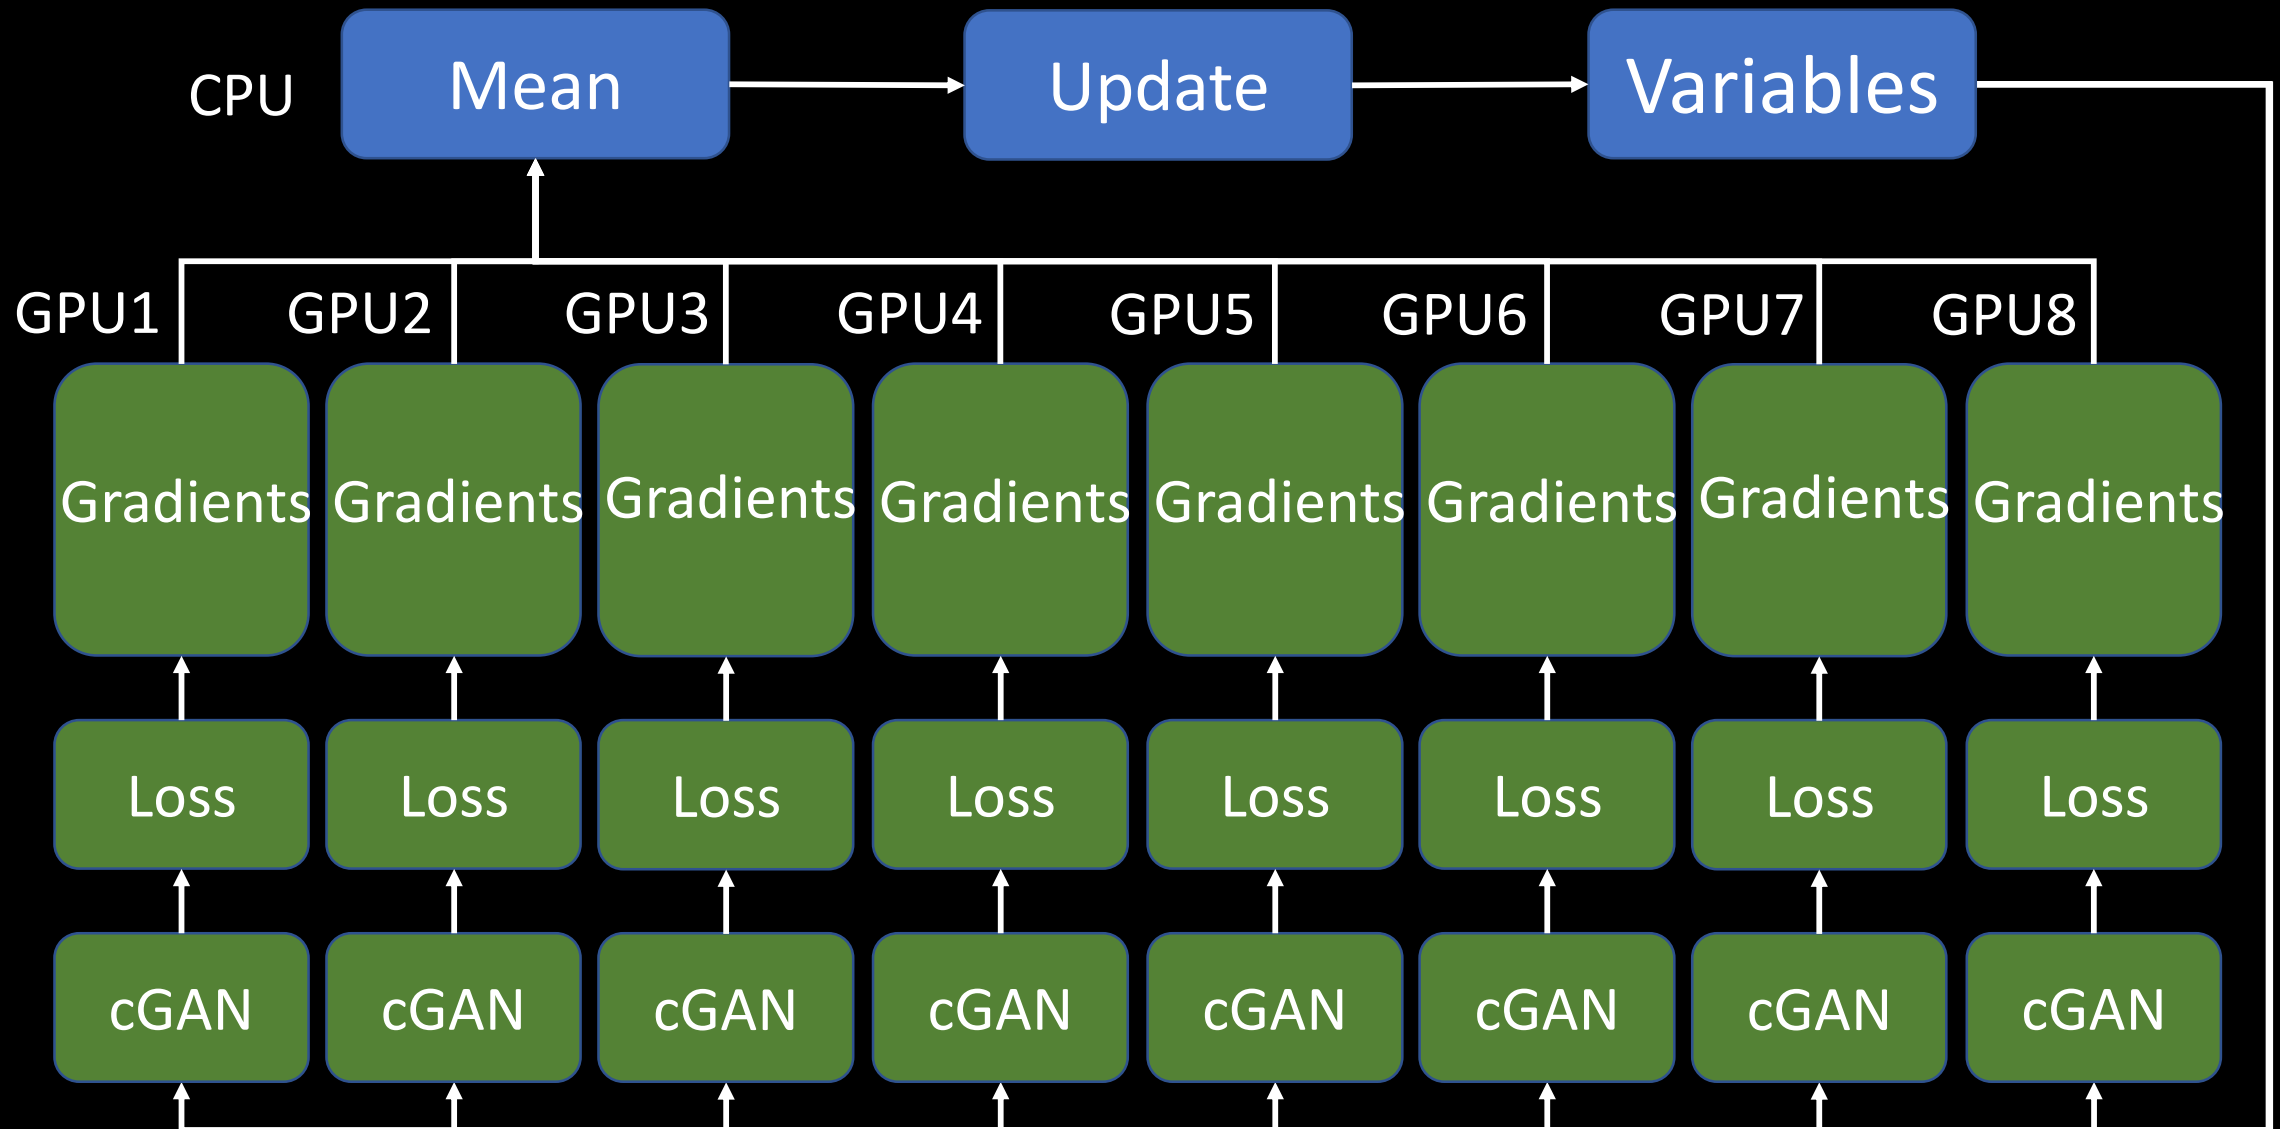 CPU Mean Update Variables
GPU1 GPU2 GPU3 GPU4 GPU5 GPU6 GPU7 GPU8
Gradients Gradients Gradients Gradients Gradients Gradients Gradients Gradients
Loss Loss Loss Loss Loss Loss Loss Loss
cGAN cGAN cGAN cGAN cGAN cGAN cGAN cGAN